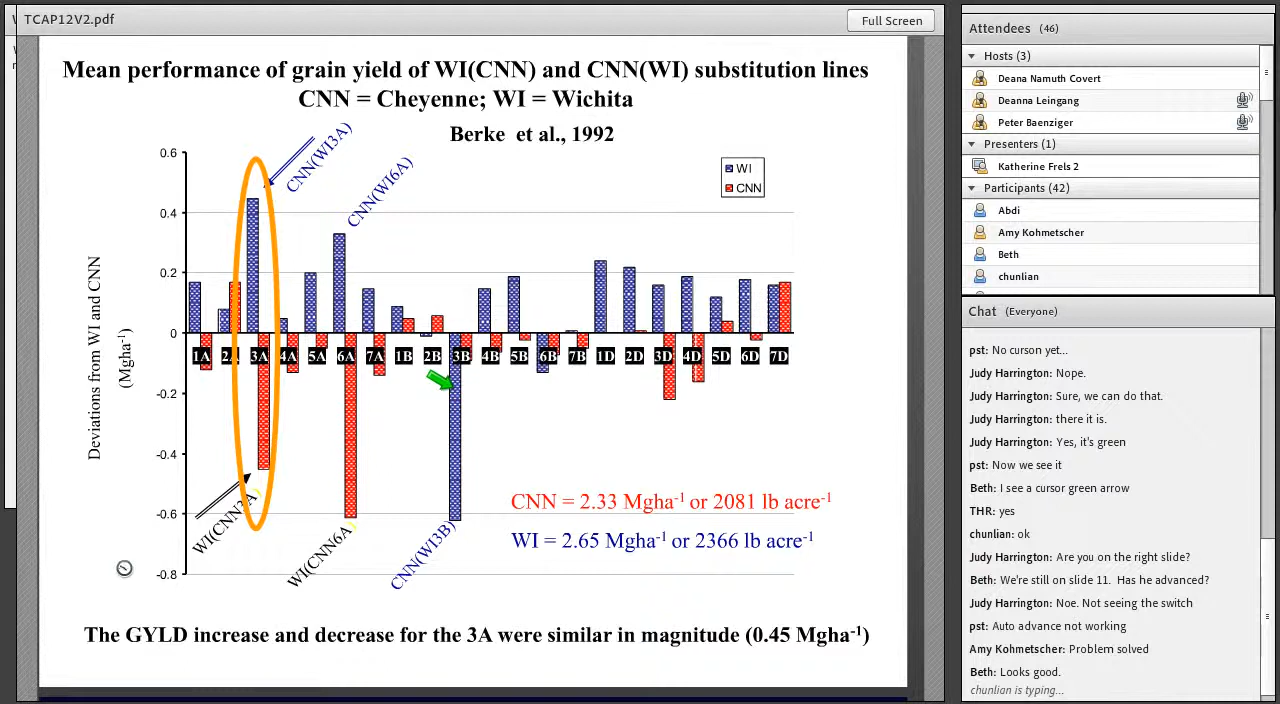 TCAP12V2.pdf
Full Screen
Mean performance of grain yield of WI(CNN) and CNN(WI) substitution lines
CNN = Cheyenne; WI = Wichita
Berke et al., 1992
CNN(WI3A)
CNN(WI6A)
WI
CNN
Deviations from WI and CNN
(Mgha-1)
0.6
0.4
0.2
0
-0.2
-0.4
-0.6
-0.8
1A 2A 3A 4A 5A 6A 7A 1B 2B 3B 4B 5B 6B 7B 1D 2D 3D 4D 5D 6D 7D
WI(CNN3A)
WI(CNN6A)
CNN(WI3B)
CNN = 2.33 Mgha-1 or 2081 lb acre-1
WI = 2.65 Mgha-1 or 2366 lb acre-1
The GYLD increase and decrease for the 3A were similar in magnitude (0.45 Mgha-1)
Attendees (46)
Hosts (3)
Deana Namuth Covert
Deanna Leingang
Peter Baenziger
Presenters (1)
Katherine Frels 2
Participants (42)
Abdi
Amy Kohmetscher
Beth
chunlian
Chat (Everyone)
pst: No curson yet...
Judy Harrington: Nope.
Judy Harrington: Sure, we can do that.
Judy Harrington: there it is.
Judy Harrington: Yes, it's green
pst: Now we see it
Beth: I see a cursor green arrow
THR: yes
chunlian: ok
Judy Harrington: Are you on the right slide?
Beth: We're still on slide 11. Has he advanced?
Judy Harrington: Noe. Not seeing the switch
pst: Auto advance not working
Amy Kohmetscher: Problem solved
Beth: Looks good.
chunlian is typing...